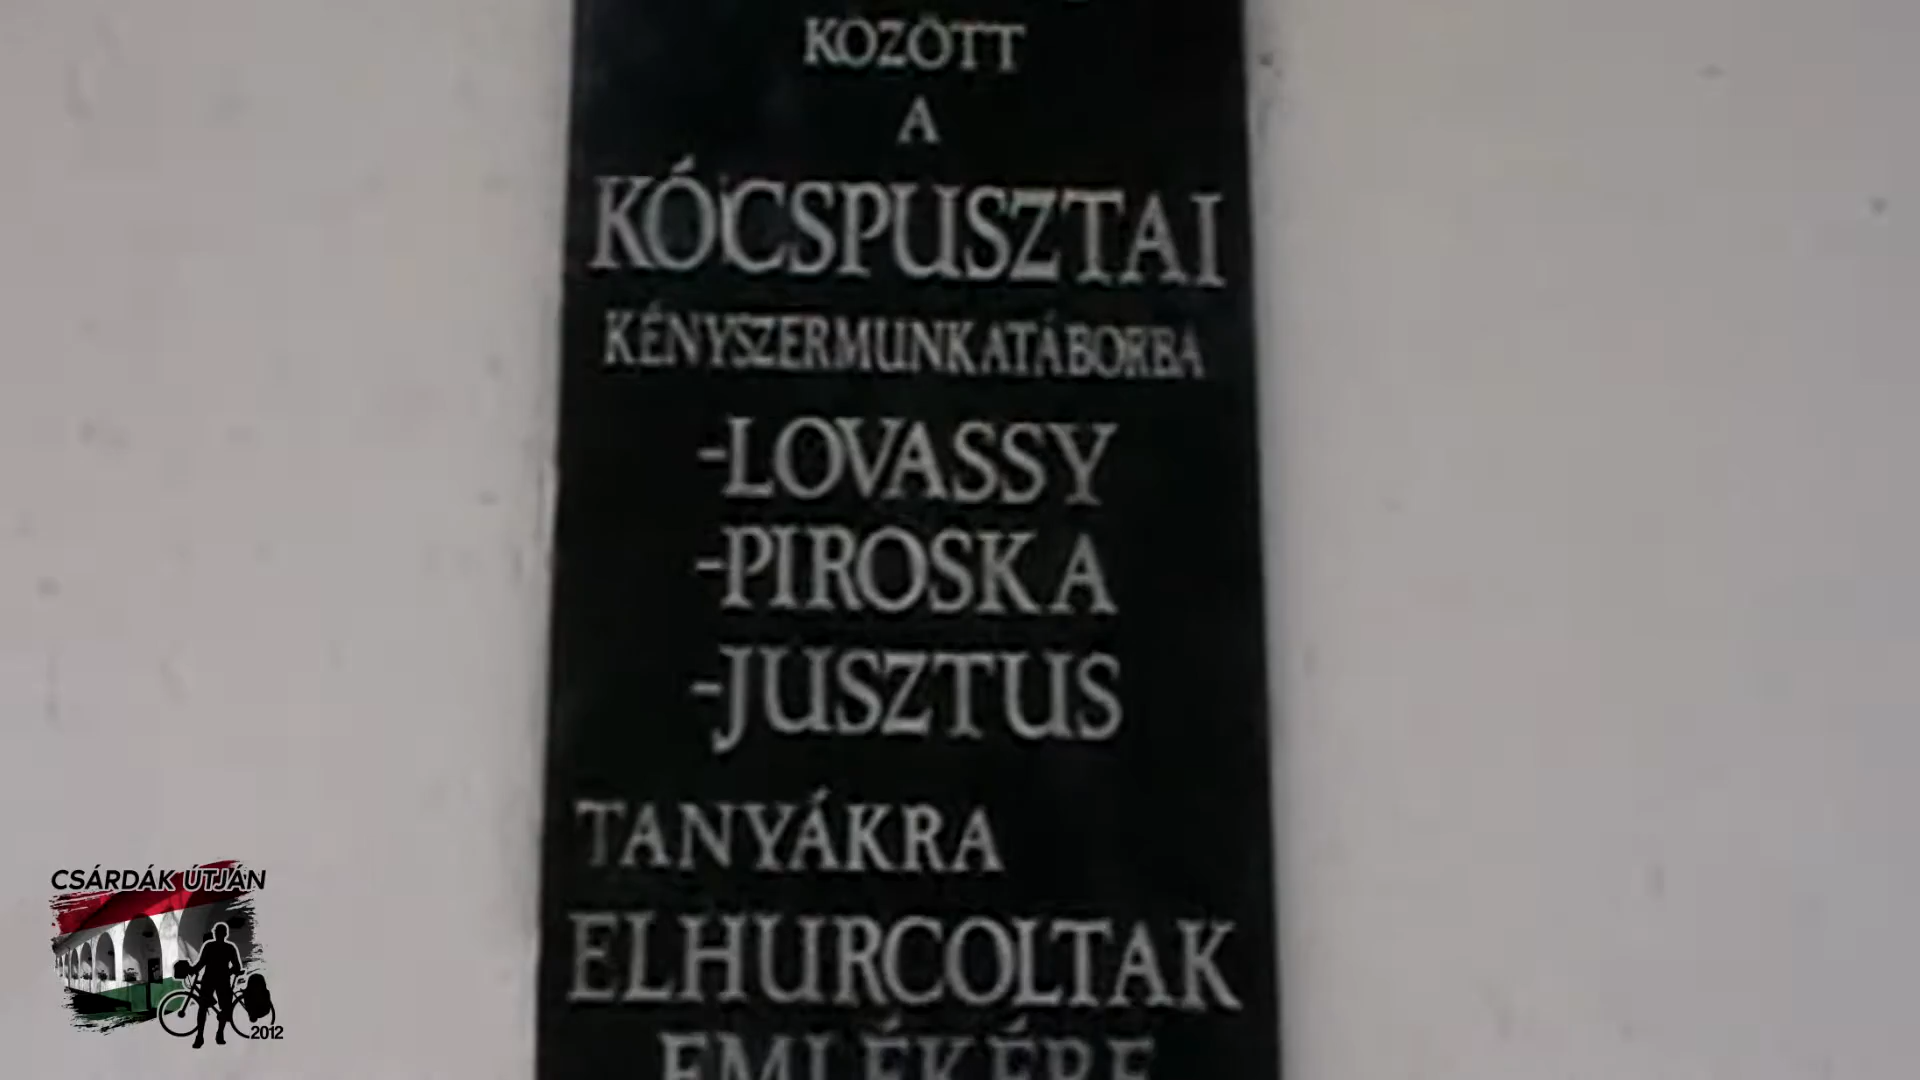 KÖZÖTT
A
KÓCSPUSZTAI
KÉNYSZERMUNKATÁBORBA
-LOVASSY
-PIROSKA
-JUSZTUS
TANYÁKRA
ELHURCOLTAK
EMLÉKÉRE
CSÁRDÁK ÚTJÁN
2012